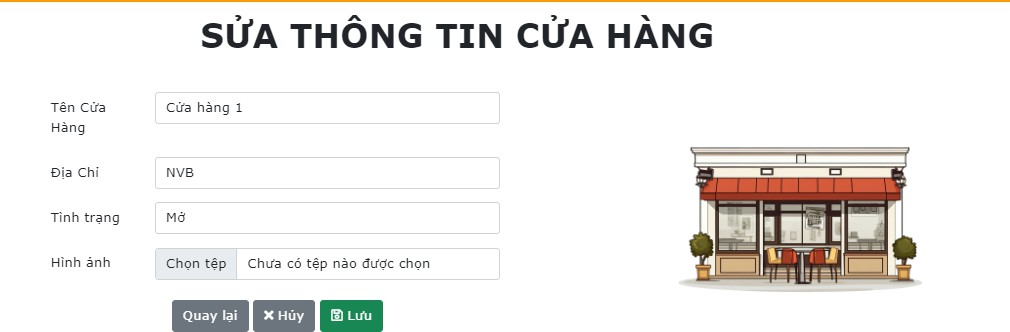 SỬA THÔNG TIN CỬA HÀNG
Tên Cửa
Hàng
Cửa hàng 1
Địa Chỉ
NVB
Tình trạng
Mở
Hình ảnh
Chọn tệp Chưa có tệp nào được chọn
Quay lại Hủy Lưu